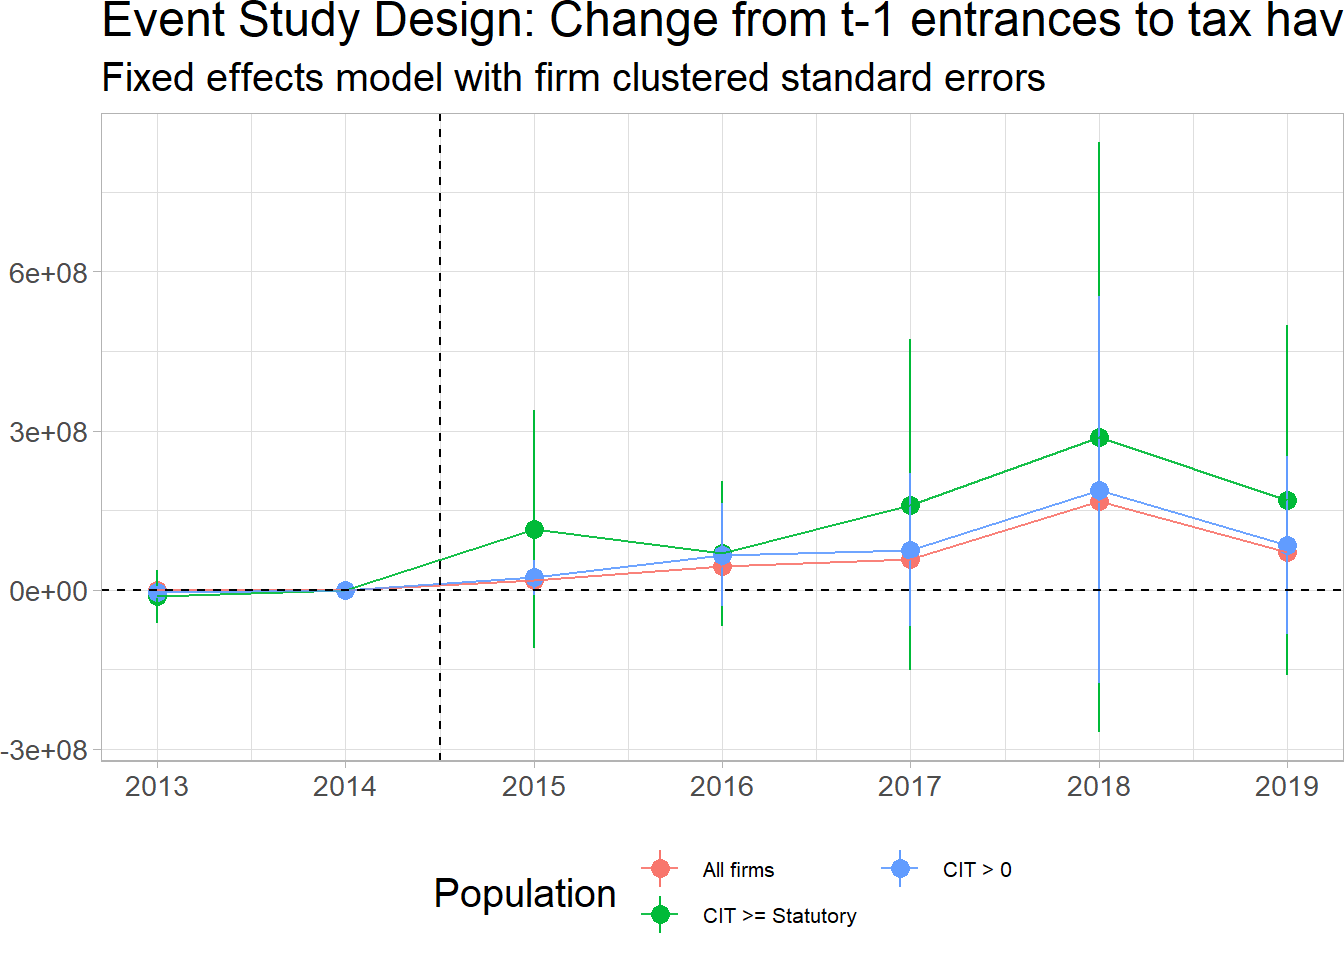 Event Study Design: Change from t-1 entrances to tax hav
Fixed effects model with firm clustered standard errors
6e+08
3e+08
0e+00
-3e+08
2013 2014 2015 2016 2017 2018 2019
Population
All firms
CIT >= Statutory
CIT > 0